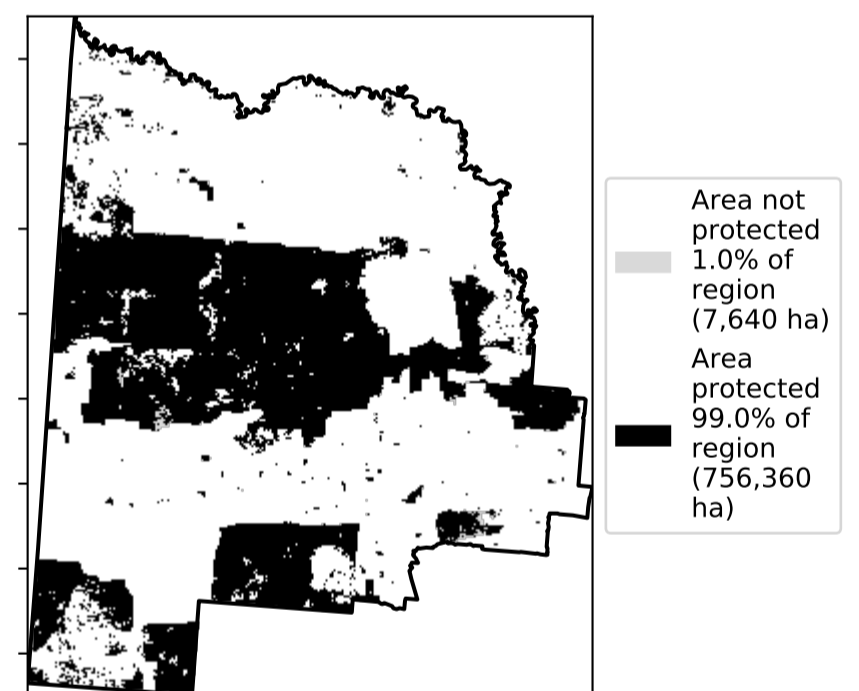 Area not
protected
1.0% of
region
(7,640 ha)
Area
protected
99.0% of
region
(756,360
ha)